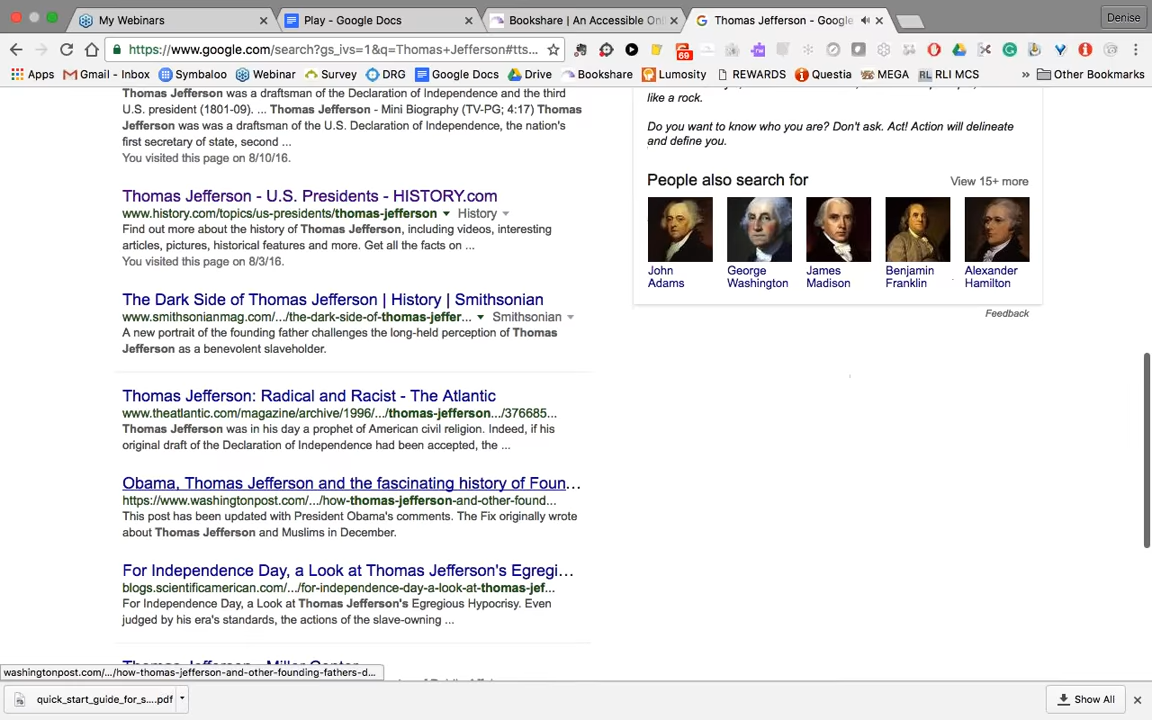 My Webinars
Play - Google Docs
Bookshare | An Accessible Onl
Thomas Jefferson - Google
Denise
https://www.google.com/search?gs_ivs=1&q=Thomas+Jefferson#tts...
69
Apps
Gmail - Inbox
Symbaloo
Webinar
Survey
DRG
Google Docs
Drive
Bookshare
Lumosity
REWARDS
Questia
MEGA
RL RLI MCS
» Other Bookmarks
Thomas Jefferson was a draftsman of the Declaration of Independence and the third
U.S. president (1801-09). ... Thomas Jefferson - Mini Biography (TV-PG; 4:17) Thomas
Jefferson was was a draftsman of the U.S. Declaration of Independence, the nation's
first secretary of state, second ...
You visited this page on 8/10/16.
Thomas Jefferson - U.S. Presidents - HISTORY.com
www.history.com/topics/us-presidents/thomas-jefferson ▼ History ▼
Find out more about the history of Thomas Jefferson, including videos, interesting
articles, pictures, historical features and more. Get all the facts on ...
You visited this page on 8/3/16.
The Dark Side of Thomas Jefferson | History | Smithsonian
www.smithsonianmag.com/.../the-dark-side-of-thomas-jeffer... ▼ Smithsonian ▼
A new portrait of the founding father challenges the long-held perception of Thomas
Jefferson as a benevolent slaveholder.
Thomas Jefferson: Radical and Racist - The Atlantic
www.theatlantic.com/magazine/archive/1996/.../thomas-jefferson.../376685...
Thomas Jefferson was in his day a prophet of American civil religion. Indeed, if his
original draft of the Declaration of Independence had been accepted, the ...
Obama, Thomas Jefferson and the fascinating history of Foun...
https://www.washingtonpost.com/.../how-thomas-jefferson-and-other-found...
This post has been updated with President Obama's comments. The Fix originally wrote
about Thomas Jefferson and Muslims in December.
For Independence Day, a Look at Thomas Jefferson's Egregi...
blogs.scientificamerican.com/.../for-independence-day-a-look-at-thomas-jef...
For Independence Day, a Look at Thomas Jefferson's Egregious Hypocrisy. Even
judged by his era's standards, the actions of the slave-owning ...
Thomas Jefferson - Miller Center
like a rock.
Do you want to know who you are? Don't ask. Act! Action will delineate
and define you.
People also search for
View 15+ more
John
Adams
George
Washington
James
Madison
Benjamin
Franklin
Alexander
Hamilton
Feedback
washingtonpost.com/.../how-thomas-jefferson-and-other-founding-fathers-d...
quick_start_guide_for_s....pdf
Show All